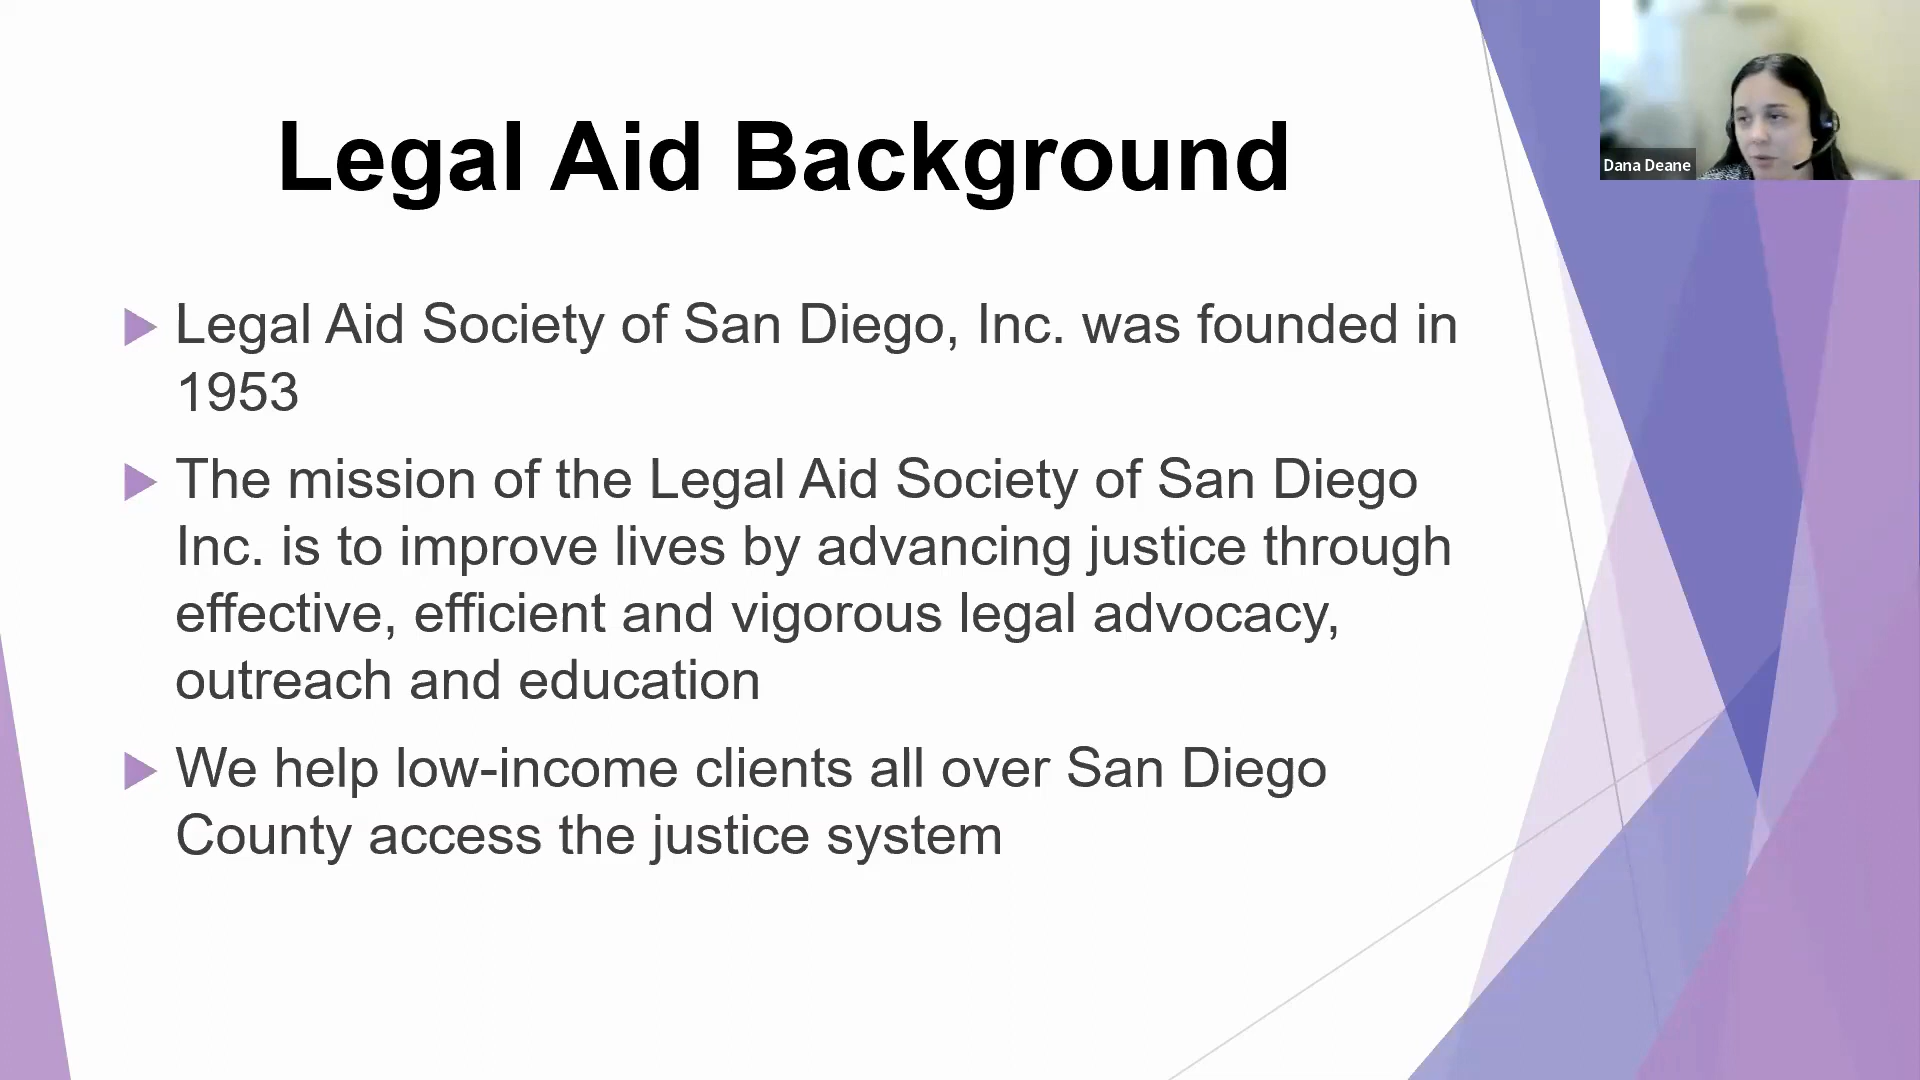 Legal Aid Background
Dana Deane
Legal Aid Society of San Diego, Inc. was founded in
1953
The mission of the Legal Aid Society of San Diego
Inc. is to improve lives by advancing justice through
effective, efficient and vigorous legal advocacy,
outreach and education
We help low-income clients all over San Diego
County access the justice system